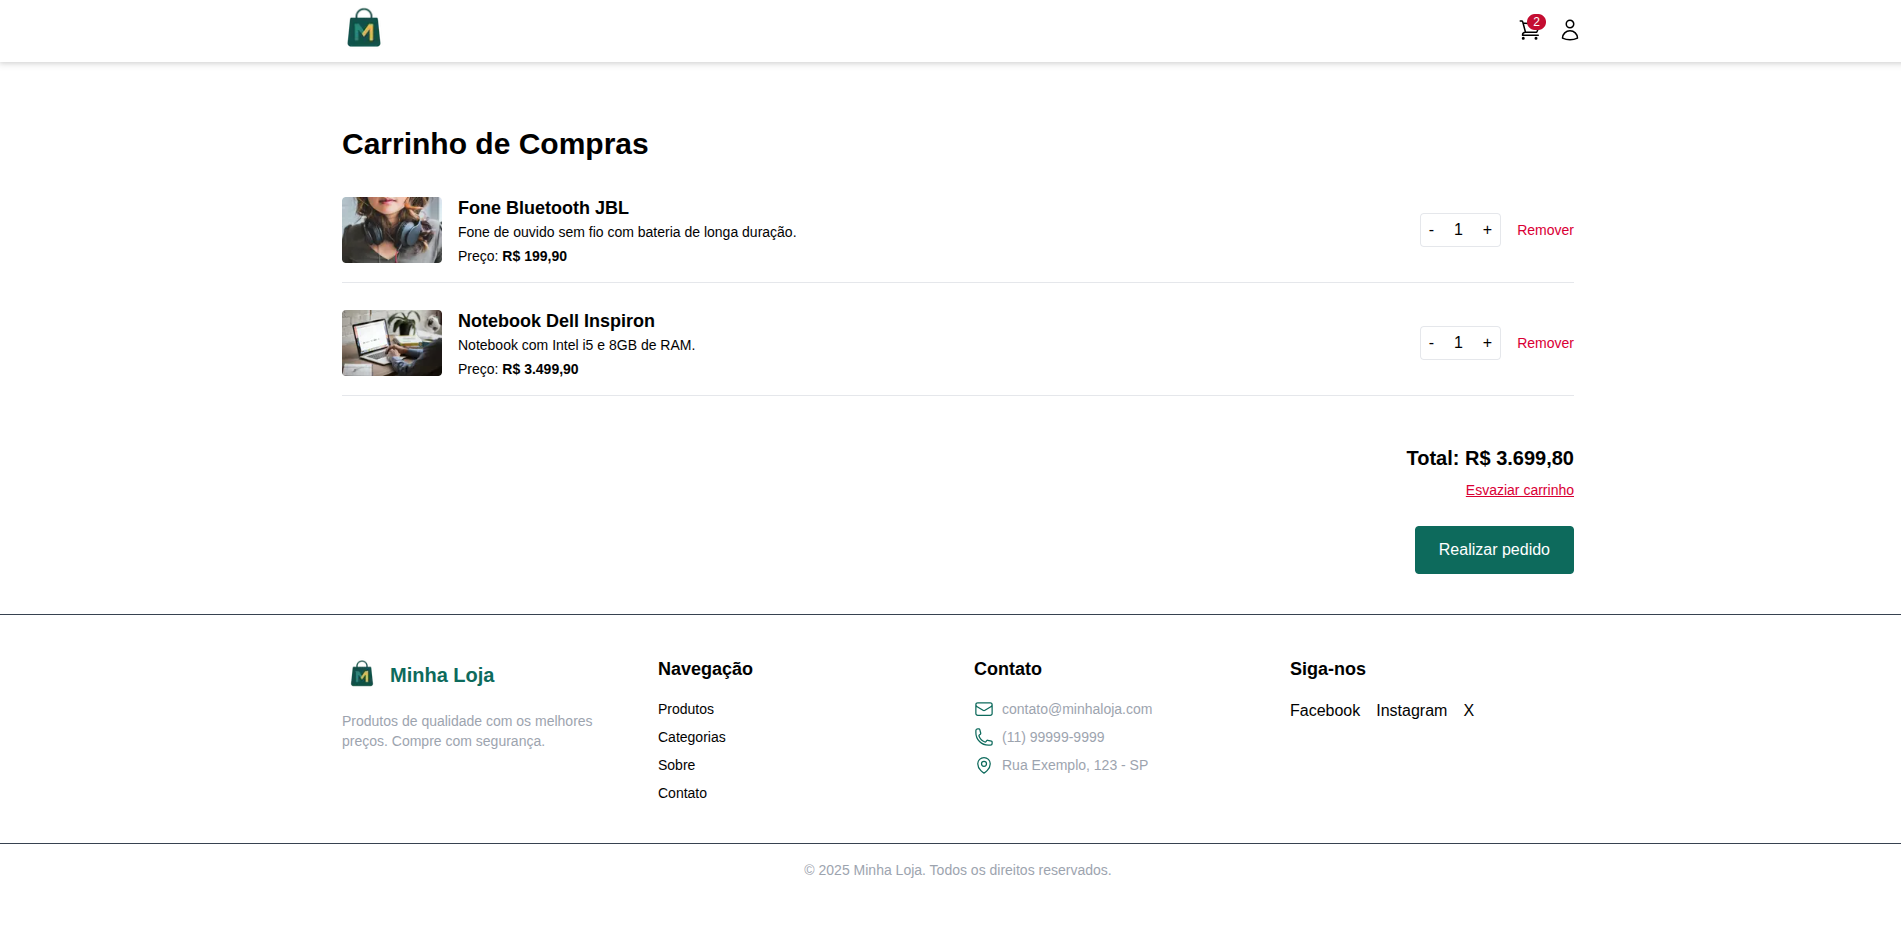 M
2
Carrinho de Compras
Fone Bluetooth JBL
Fone de ouvido sem fio com bateria de longa duração.
Preço: R$ 199,90
- 1 + Remover
Notebook Dell Inspiron
Notebook com Intel i5 e 8GB de RAM.
Preço: R$ 3.499,90
- 1 + Remover
Total: R$ 3.699,80
Esvaziar carrinho
Realizar pedido
M Minha Loja
Produtos de qualidade com os melhores
preços. Compre com segurança.
Navegação
Produtos
Categorias
Sobre
Contato
Contato
contato@minhaloja.com
(11) 99999-9999
Rua Exemplo, 123 - SP
Siga-nos
Facebook Instagram X
© 2025 Minha Loja. Todos os direitos reservados.